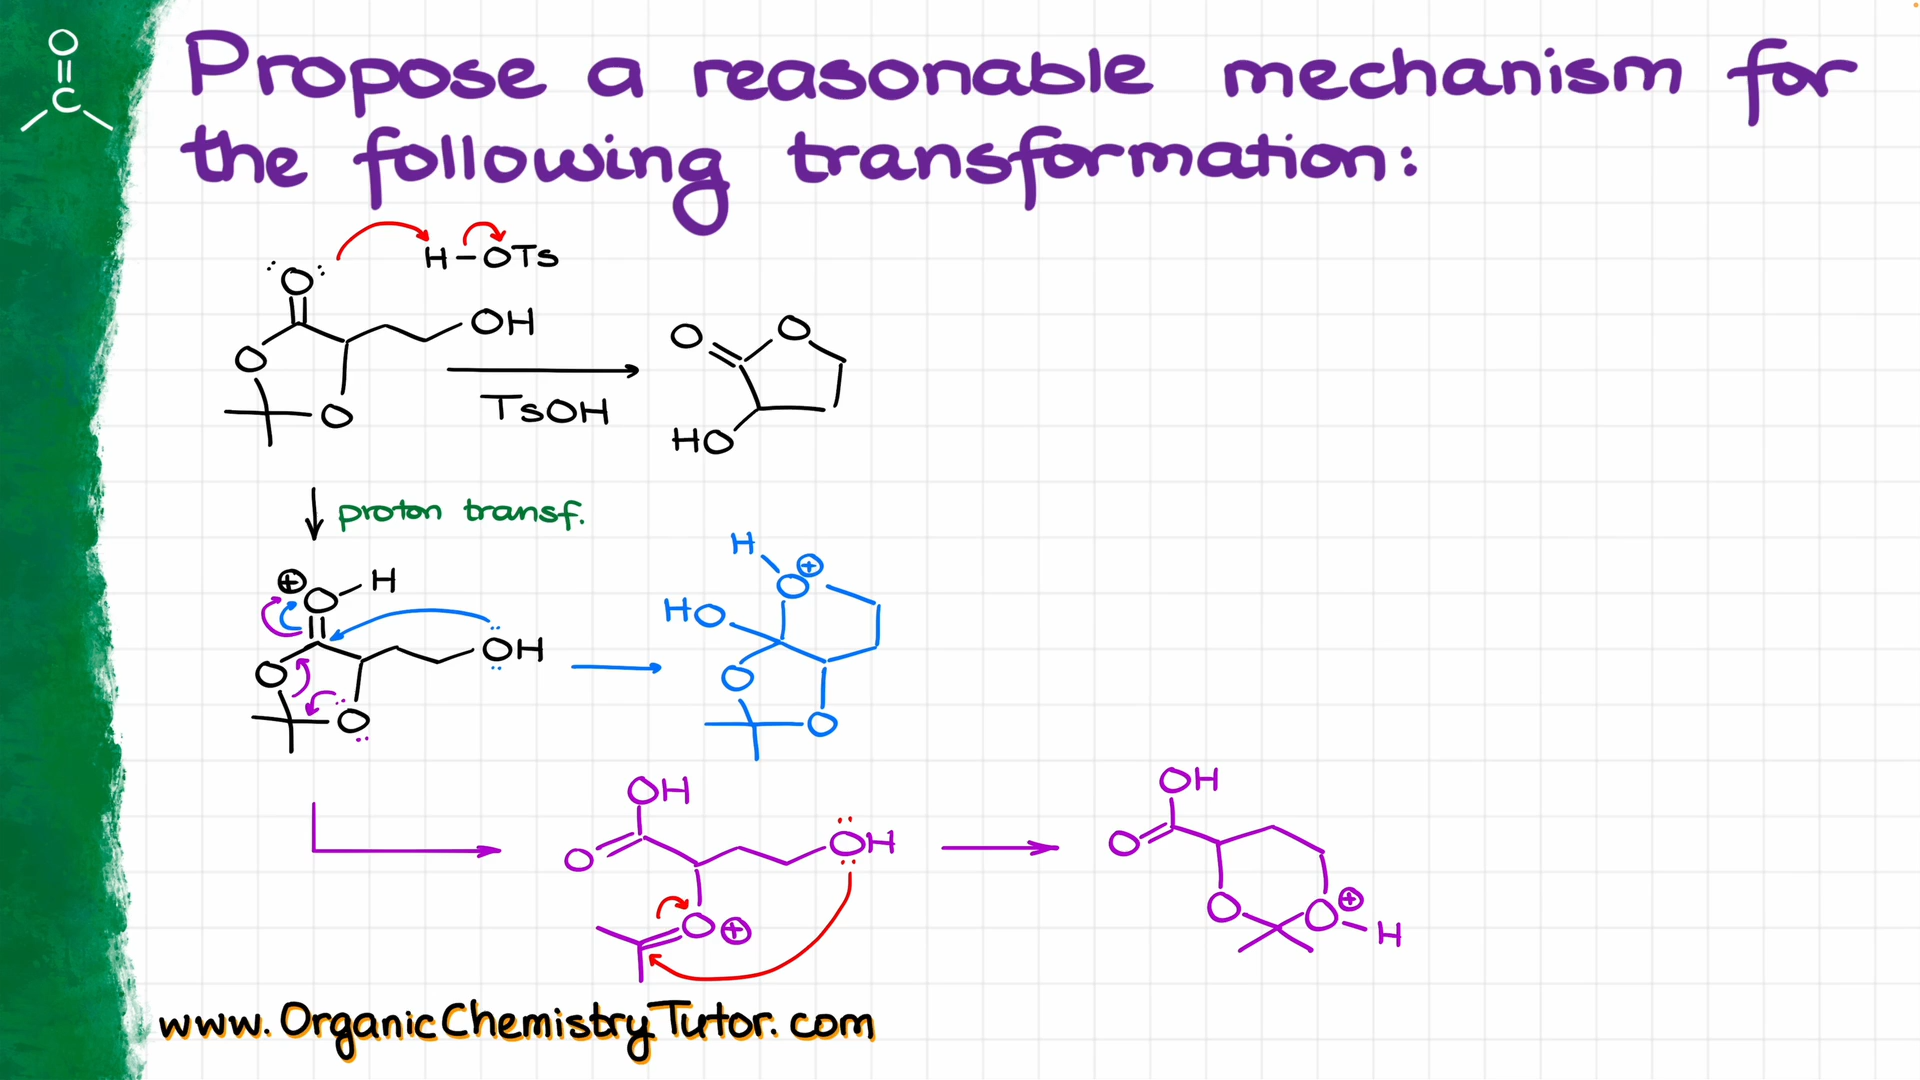 O
C
Propose a reasonable mechanism for
the following transformation:
H-OTs
O
OH
O
O
O
O
TsOH
HO
proton transf.
⊕ O H
OH
O
O
H ⊕
O
HO
O
O
OH
O
OH
O ⊕
OH
O
O
O ⊕
H
www.OrganicChemistryTutor.com